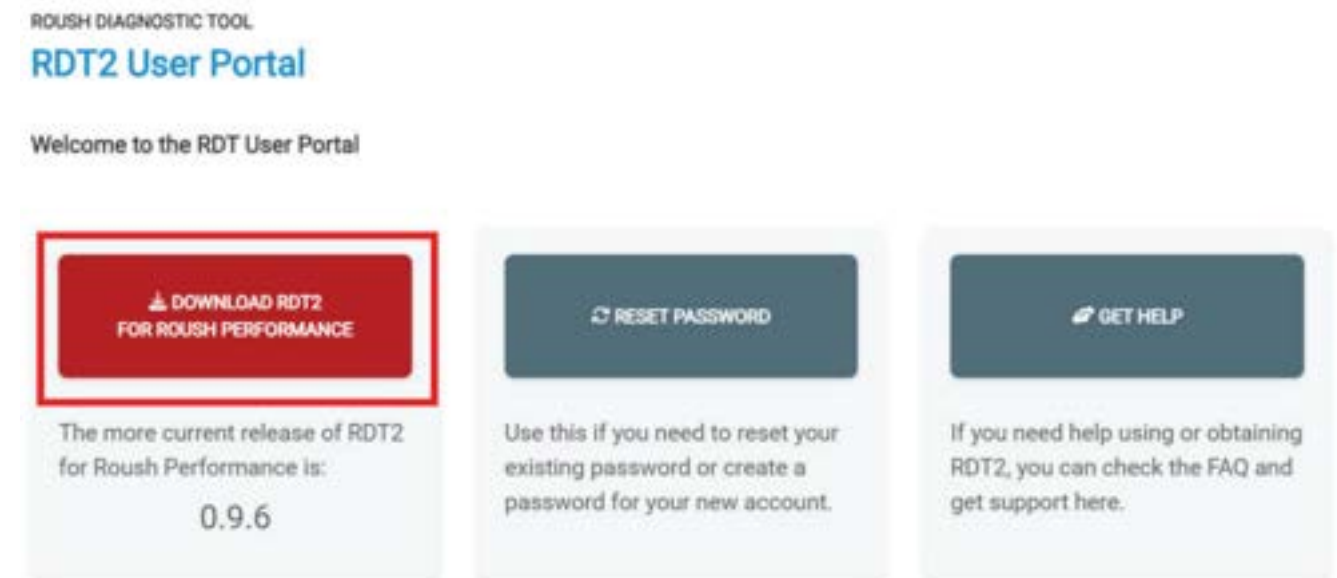 ROUSH DIAGNOSTIC TOOL
RDT2 User Portal
Welcome to the RDT User Portal
DOWNLOAD RDT2
FOR ROUSH PERFORMANCE
The more current release of RDT2
for Roush Performance is:
0.9.6
RESET PASSWORD
Use this if you need to reset your
existing password or create a
password for your new account.
GET HELP
If you need help using or obtaining
RDT2, you can check the FAQ and
get support here.